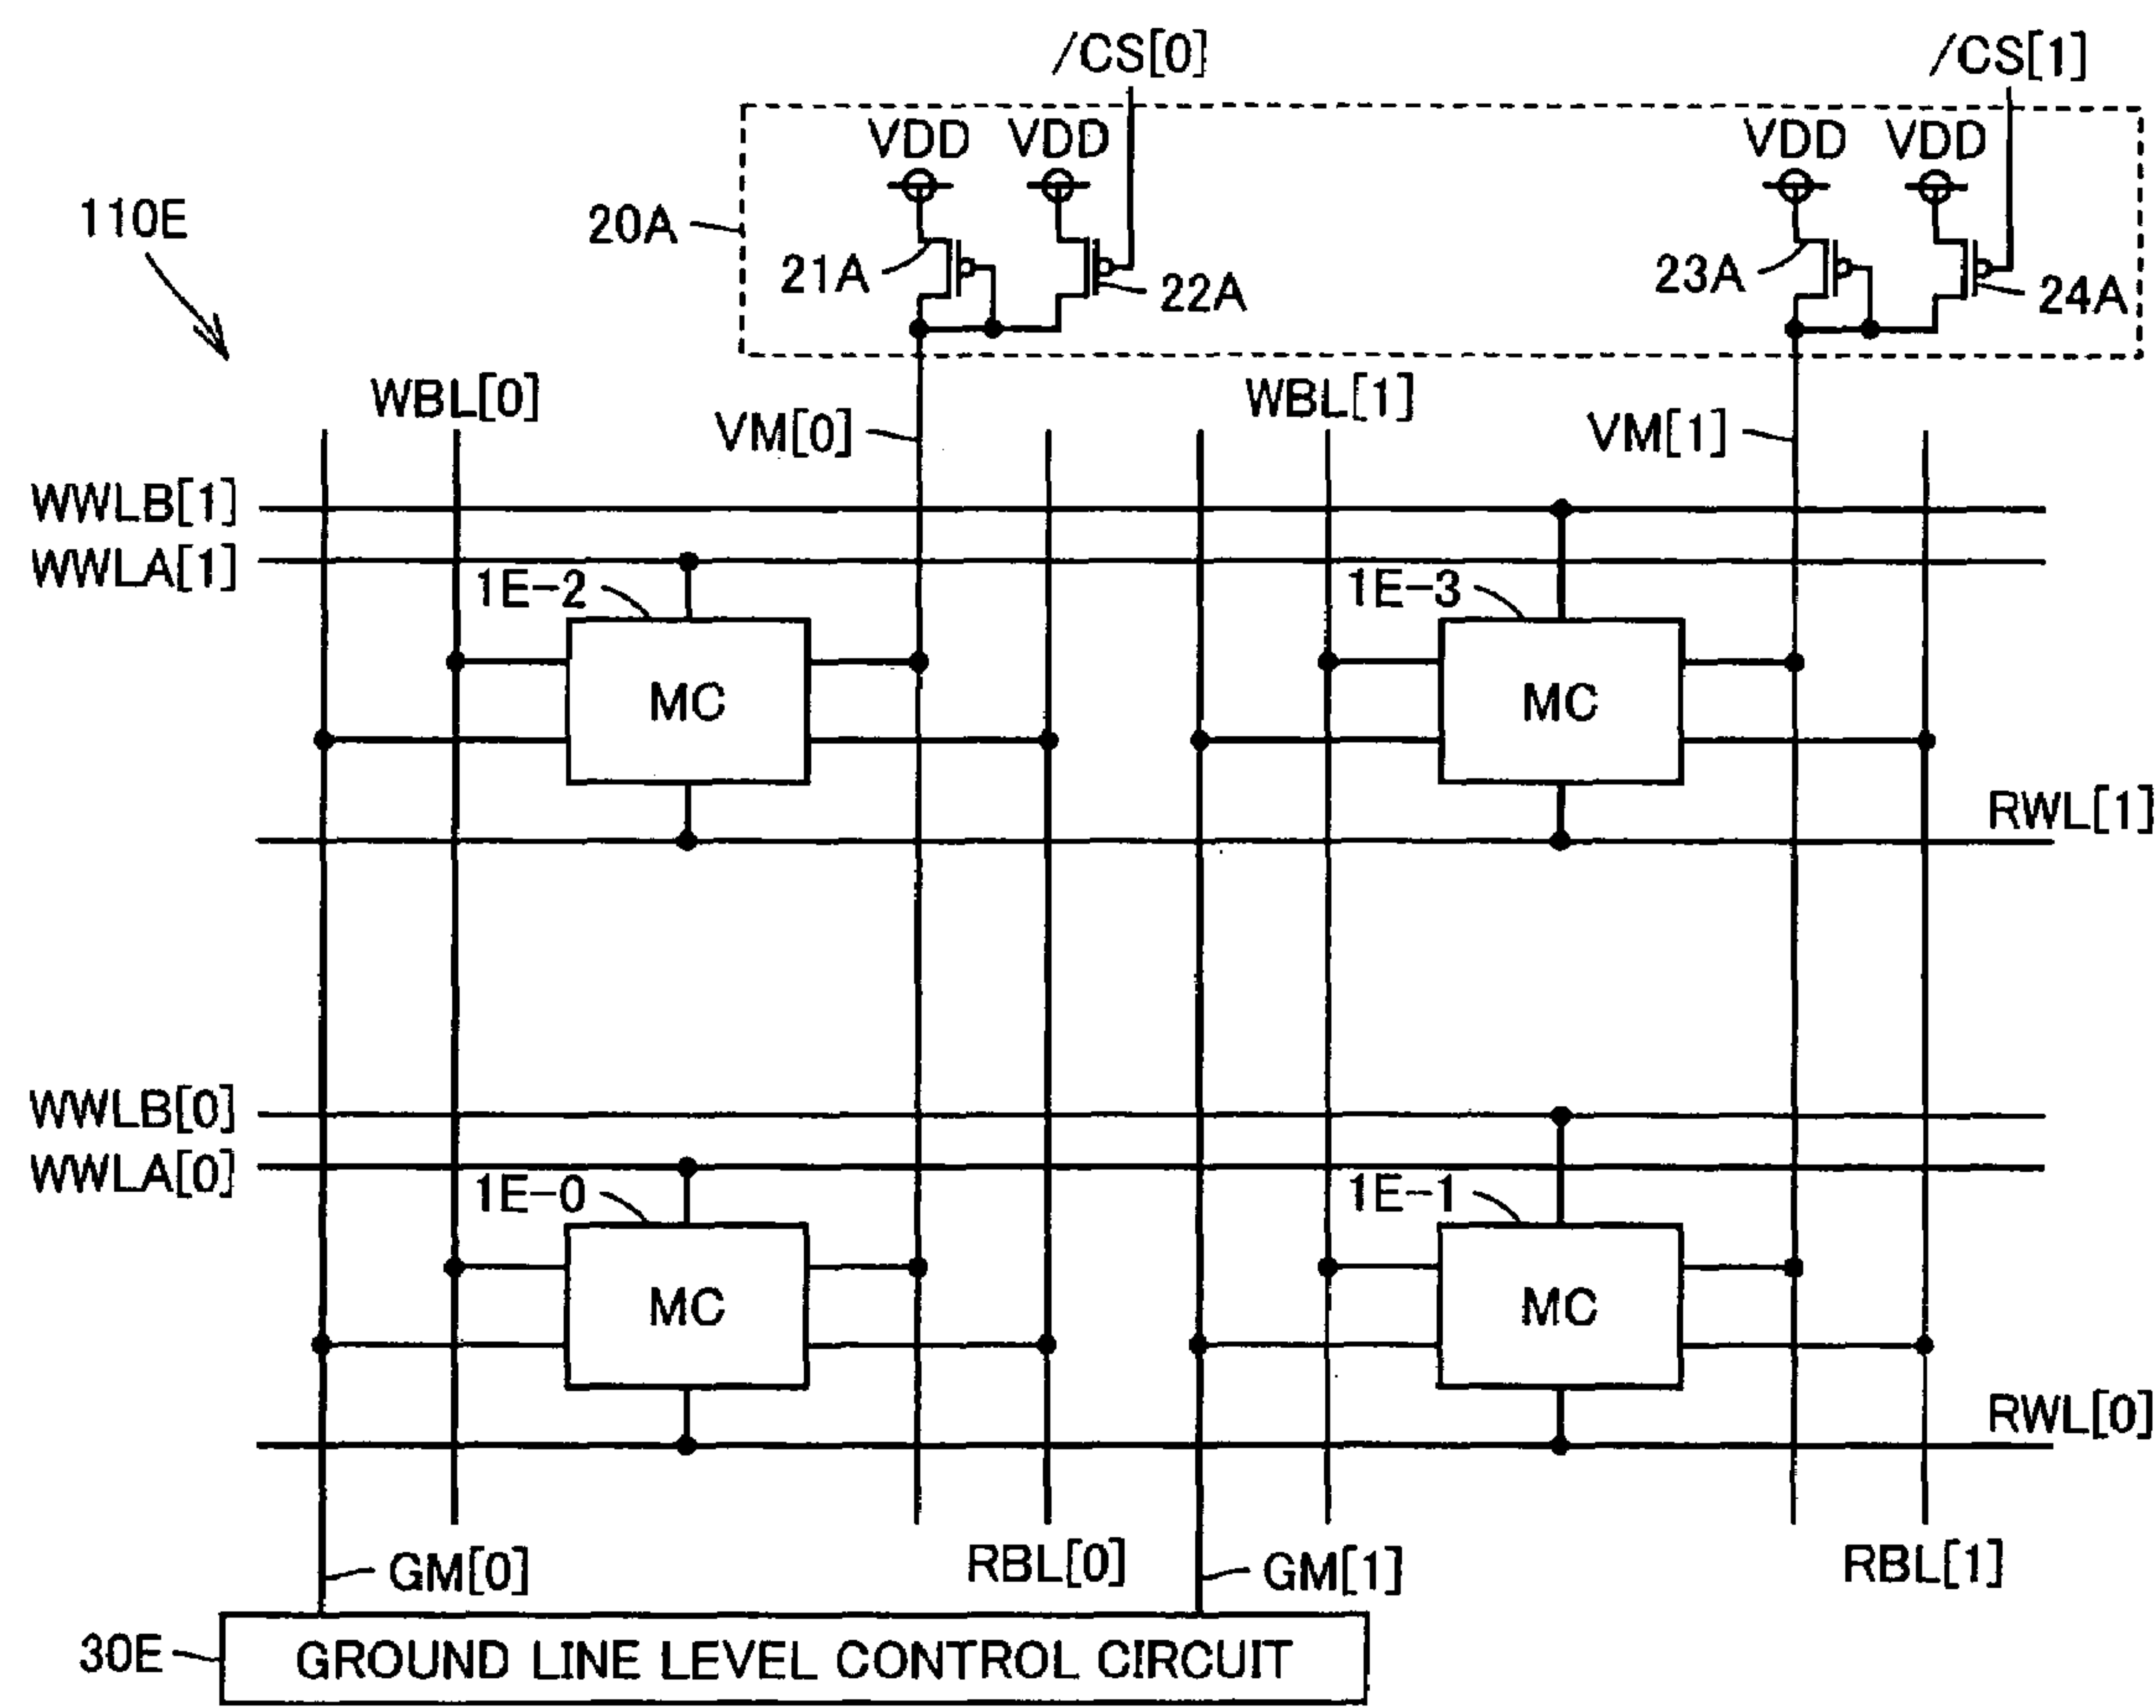 /CS[0]
/CS[1]
VDD
VDD
VDD
VDD
110E
20A
21A
22A
23A
24A
WBL[0]
VM[0]
WBL[1]
VM[1]
WWLB[1]
WWLA[1]
1E-2
1E-3
MC
MC
RWL[1]
WWLB[0]
WWLA[0]
1E-0
1E-1
MC
MC
RWL[0]
GM[0]
RBL[0]
GM[1]
RBL[1]
30E
GROUND LINE LEVEL CONTROL CIRCUIT